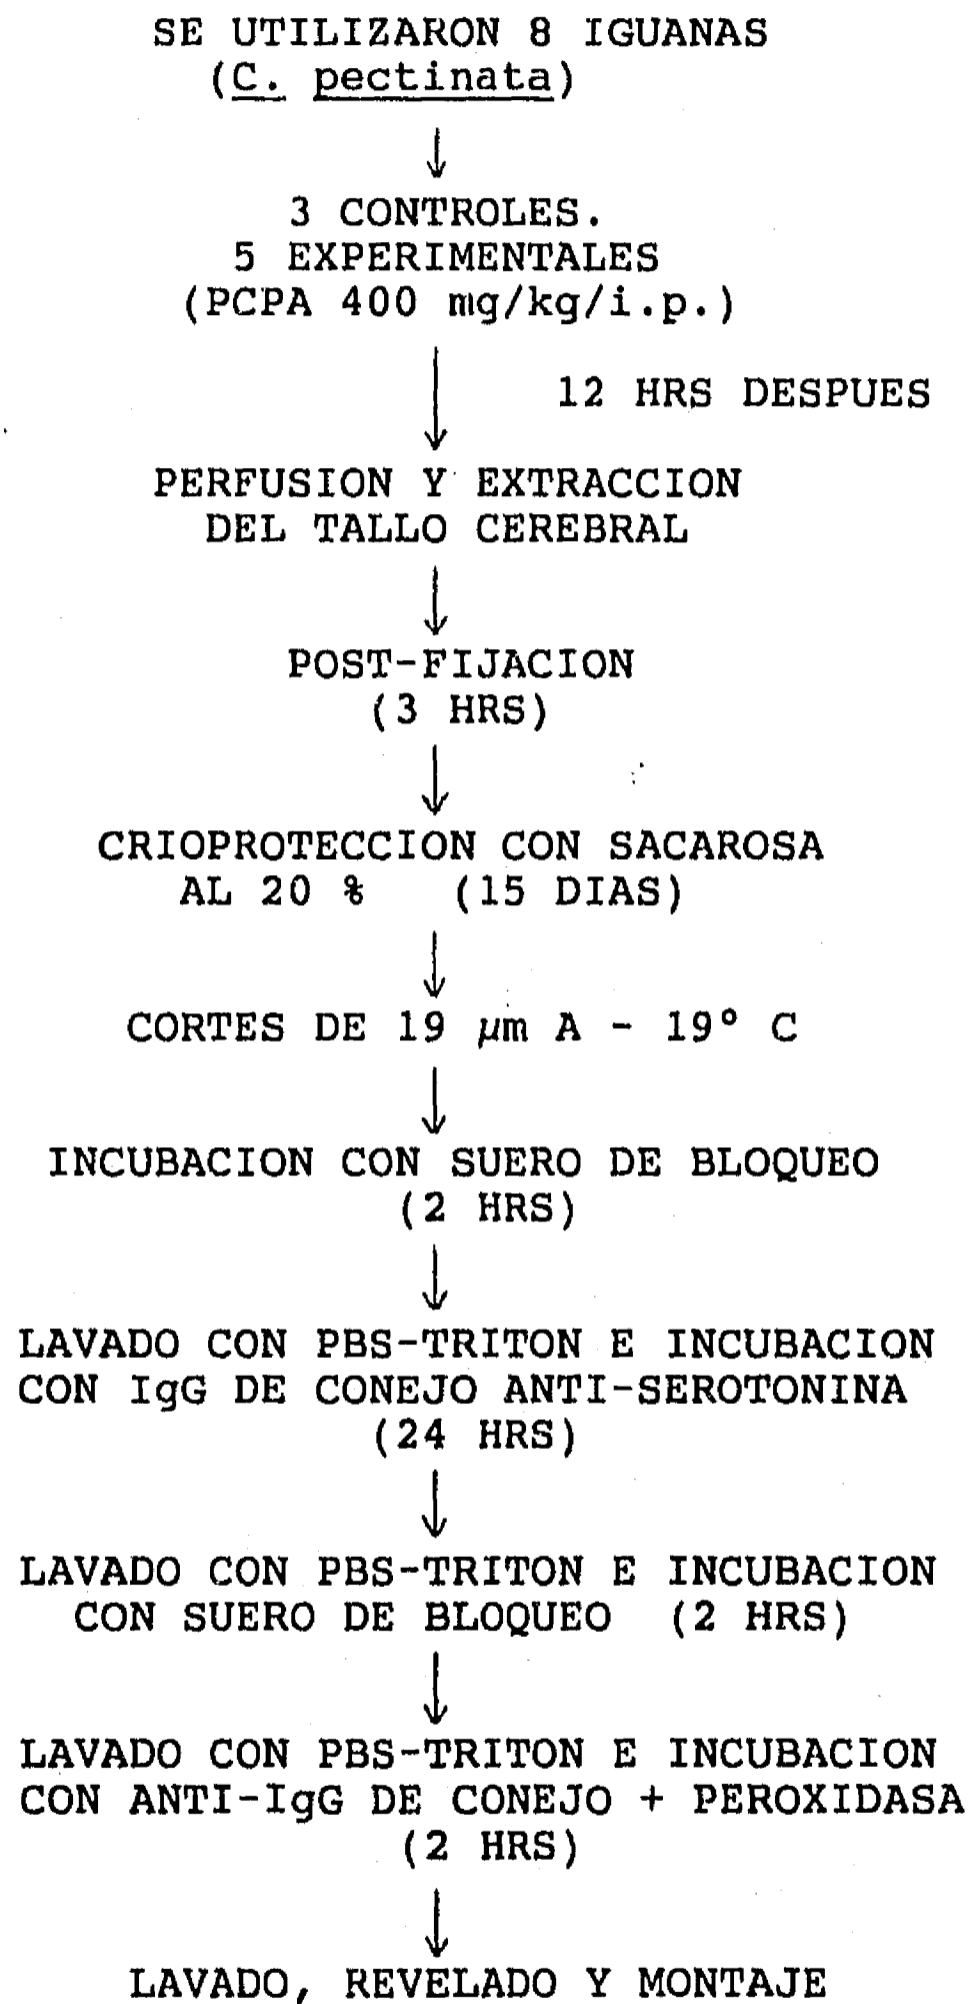 SE UTILIZARON 8 IGUANAS
(C. pectinata)
3 CONTROLES.
5 EXPERIMENTALES
(PCPA 400 mg/kg/i.p.)
12 HRS DESPUES
PERFUSION Y EXTRACCION
DEL TALLO CEREBRAL
POST-FIJACION
(3 HRS)
CRIOPROTECCION CON SACAROSA
AL 20 % (15 DIAS)
CORTES DE 19 µm A - 19° C
INCUBACION CON SUERO DE BLOQUEO
(2 HRS)
LAVADO CON PBS-TRITON E INCUBACION
CON IgG DE CONEJO ANTI-SEROTONINA
(24 HRS)
LAVADO CON PBS-TRITON E INCUBACION
CON SUERO DE BLOQUEO (2 HRS)
LAVADO CON PBS-TRITON E INCUBACION
CON ANTI-IgG DE CONEJO + PEROXIDASA
(2 HRS)
LAVADO, REVELADO Y MONTAJE